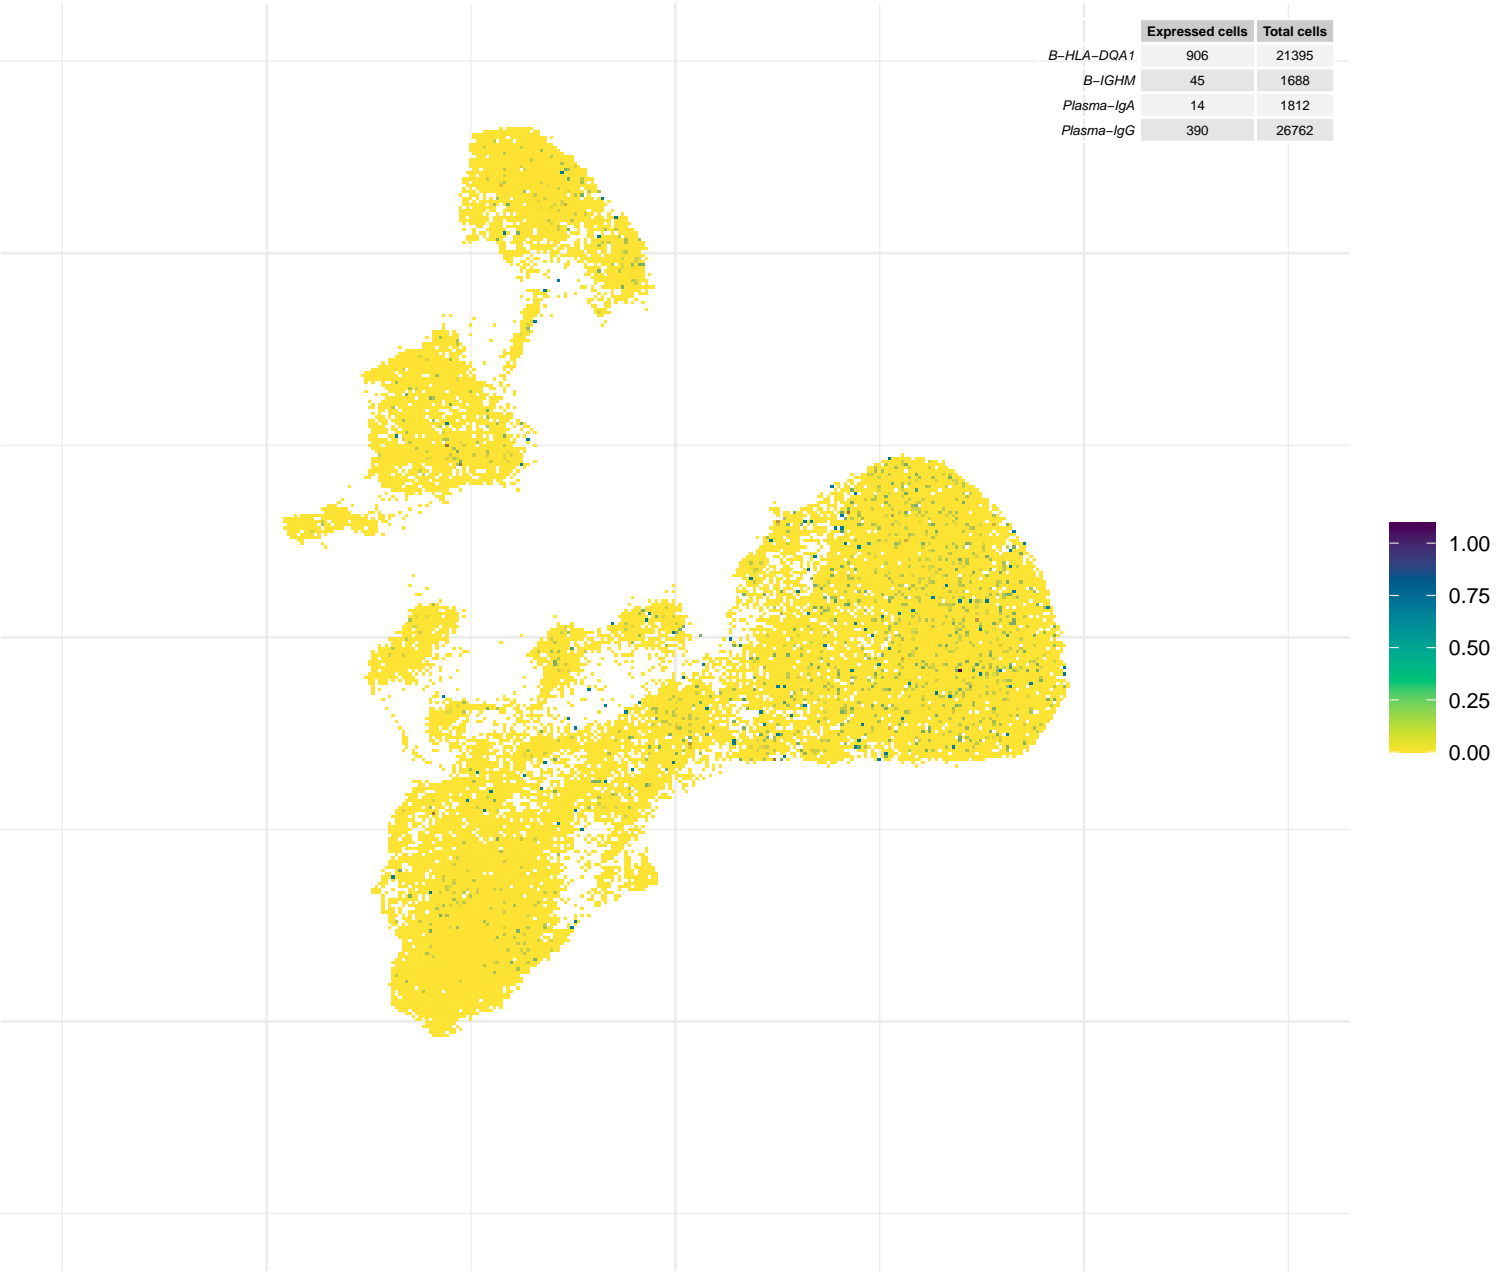 Expressed cells Total cells
B−HLA−DQA1 906 21395
B−IGHM 45 1688
Plasma−IgA 14 1812
Plasma−IgG 390 26762
1.00
0.75
0.50
0.25
0.00